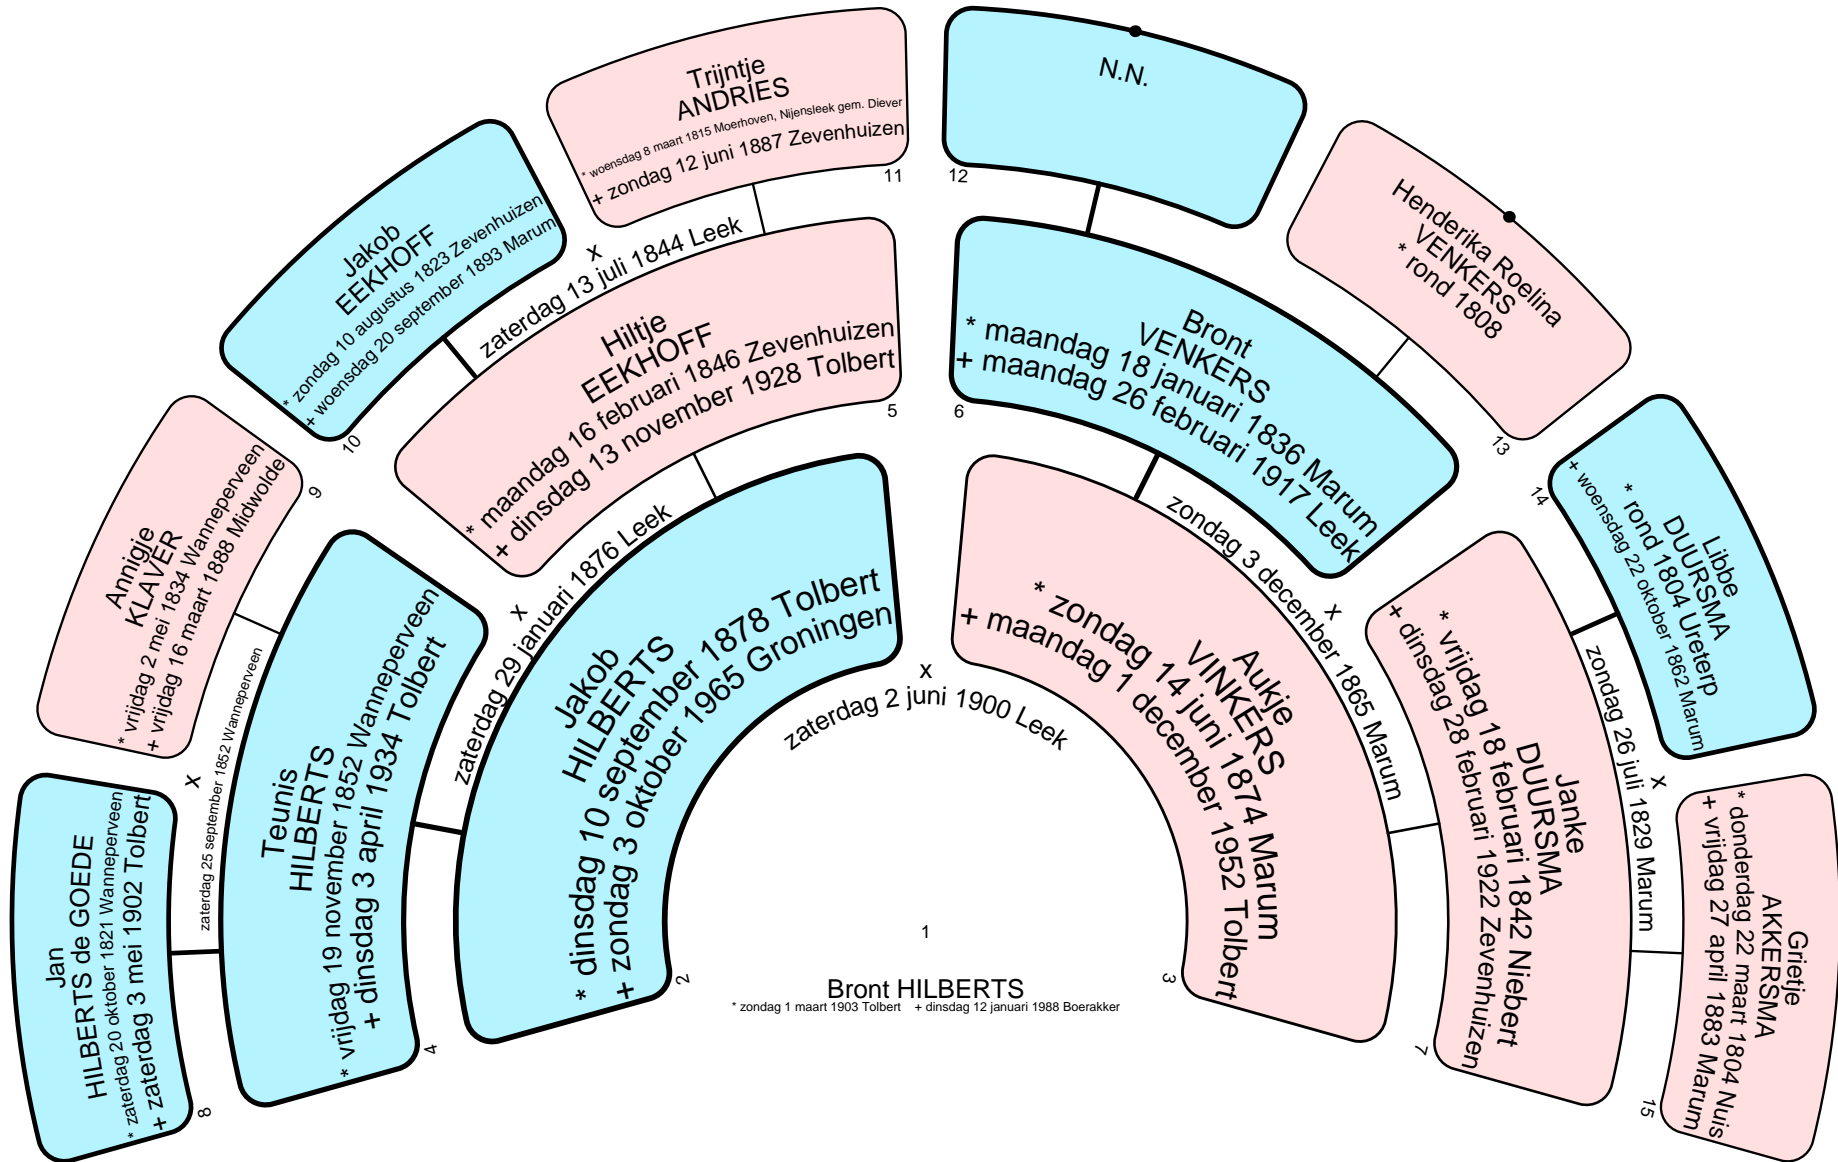 1
Bront HILBERTS
* zondag 1 maart 1903 Tolbert + dinsdag 12 januari 1988 Boerakker
Jakob
HILBERTS
* dinsdag 10 september 1878 Tolbert
+ zondag 3 oktober 1965 Groningen
2
x
zaterdag 2 juni 1900 Leek
Aukje
VINKERS
* zondag 14 juni 1874 Marum
+ maandag 1 december 1952 Tolbert
3
Teunis
HILBERTS
* vrijdag 19 november 1852 Wanneperveen
+ dinsdag 3 april 1934 Tolbert
4
x
zaterdag 29 januari 1876 Leek
Hiltje
EEKHOFF
* maandag 16 februari 1846 Zevenhuizen
+ dinsdag 13 november 1928 Tolbert
5
Bront
VENKERS
* maandag 18 januari 1836 Marum
+ maandag 26 februari 1917 Leek
6
x
zondag 3 december 1865 Marum
Janke
DUURSMA
* vrijdag 18 februari 1842 Niebert
+ dinsdag 28 februari 1922 Zevenhuizen
7
Jan
HILBERTS de GOEDE
* zaterdag 20 oktober 1821 Wanneperveen
+ zaterdag 3 mei 1902 Tolbert
8
x
zaterdag 25 september 1852 Wanneperveen
Annigje
KLAVER
* vrijdag 2 mei 1834 Wanneperveen
+ vrijdag 16 maart 1888 Midwolde
9
Jakob
EEKHOFF
* zondag 10 augustus 1823 Zevenhuizen
+ woensdag 20 september 1893 Marum
10
x
zaterdag 13 juli 1844 Leek
Trijntje
ANDRIES
* woensdag 8 maart 1815 Moerhoven, Nijensleek gem. Diever
+ zondag 12 juni 1887 Zevenhuizen
11
N.N.
12
Henderika Roelina
VENKERS
* rond 1808
13
Libbe
DUURSMA
* rond 1804 Ureterp
+ woensdag 22 oktober 1862 Marum
14
x
zondag 26 juli 1829 Marum
Grietje
AKKERSMA
* donderdag 22 maart 1804 Nuis
+ vrijdag 27 april 1883 Marum
15